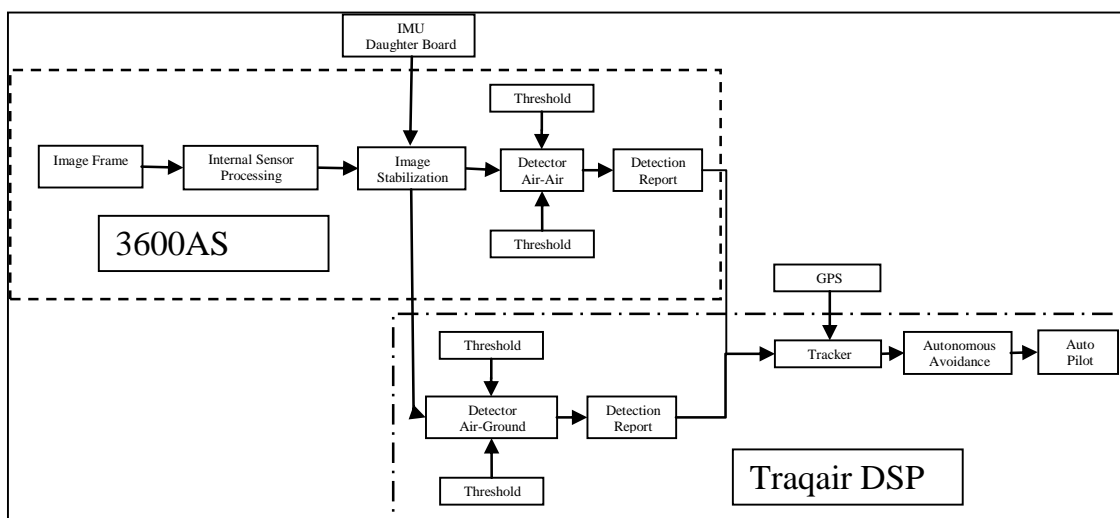 IMU
Daughter Board
Threshold
Image Frame
Internal Sensor
Processing
Image
Stabilization
Detector
Air-Air
Detection
Report
Threshold
3600AS
GPS
Threshold
Tracker
Autonomous
Avoidance
Auto
Pilot
Detector
Air-Ground
Detection
Report
Threshold
Traqair DSP